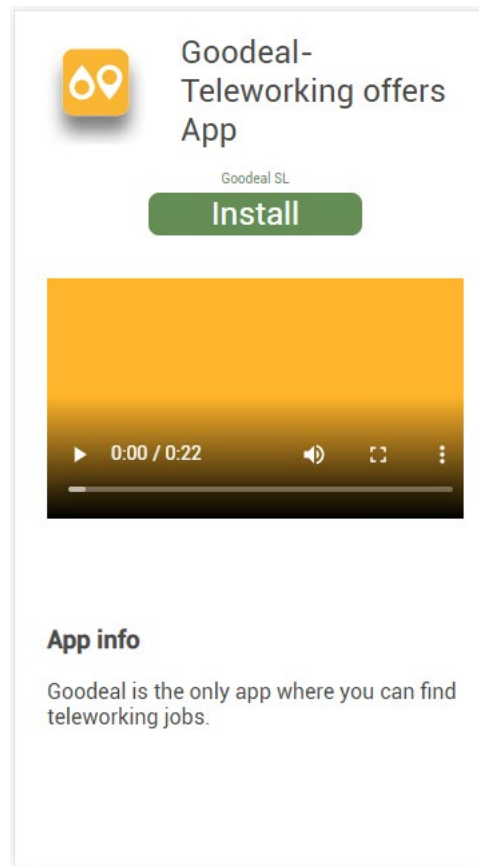 Goodeal-
Teleworking offers
App
Goodeal SL
Install
0:00 / 0:22
App info
Goodeal is the only app where you can find
teleworking jobs.